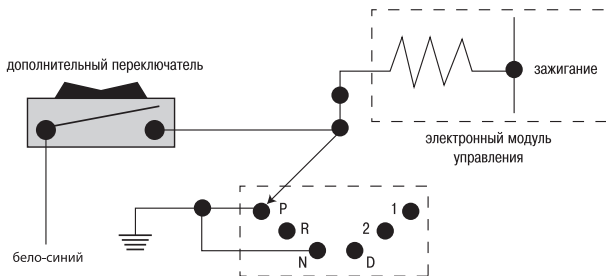 дополнительный переключатель
зажигание
электронный модуль
управления
P
R
N
D
2
1
бело-синий